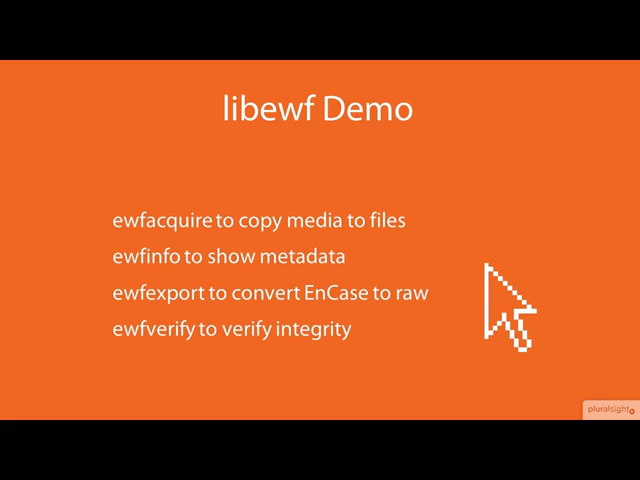 libewf Demo
ewfacquire to copy media to files
ewfinfo to show metadata
ewfexport to convert EnCase to raw
ewfverify to verify integrity
pluralsight